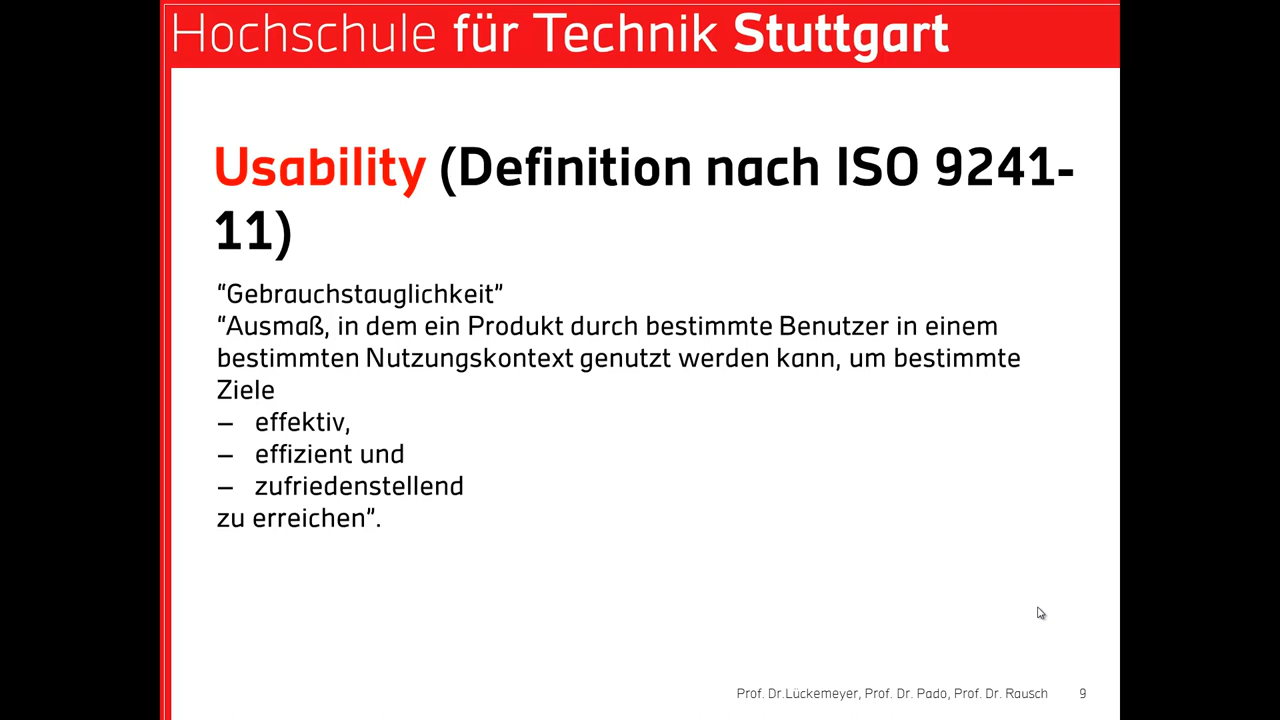 Hochschule für Technik Stuttgart
Usability (Definition nach ISO 9241-
11)
“Gebrauchstauglichkeit”
“Ausmaß, in dem ein Produkt durch bestimmte Benutzer in einem
bestimmten Nutzungskontext genutzt werden kann, um bestimmte
Ziele
– effektiv,
– effizient und
– zufriedenstellend
zu erreichen”.
Prof. Dr.Lückemeyer, Prof. Dr. Pado, Prof. Dr. Rausch 9